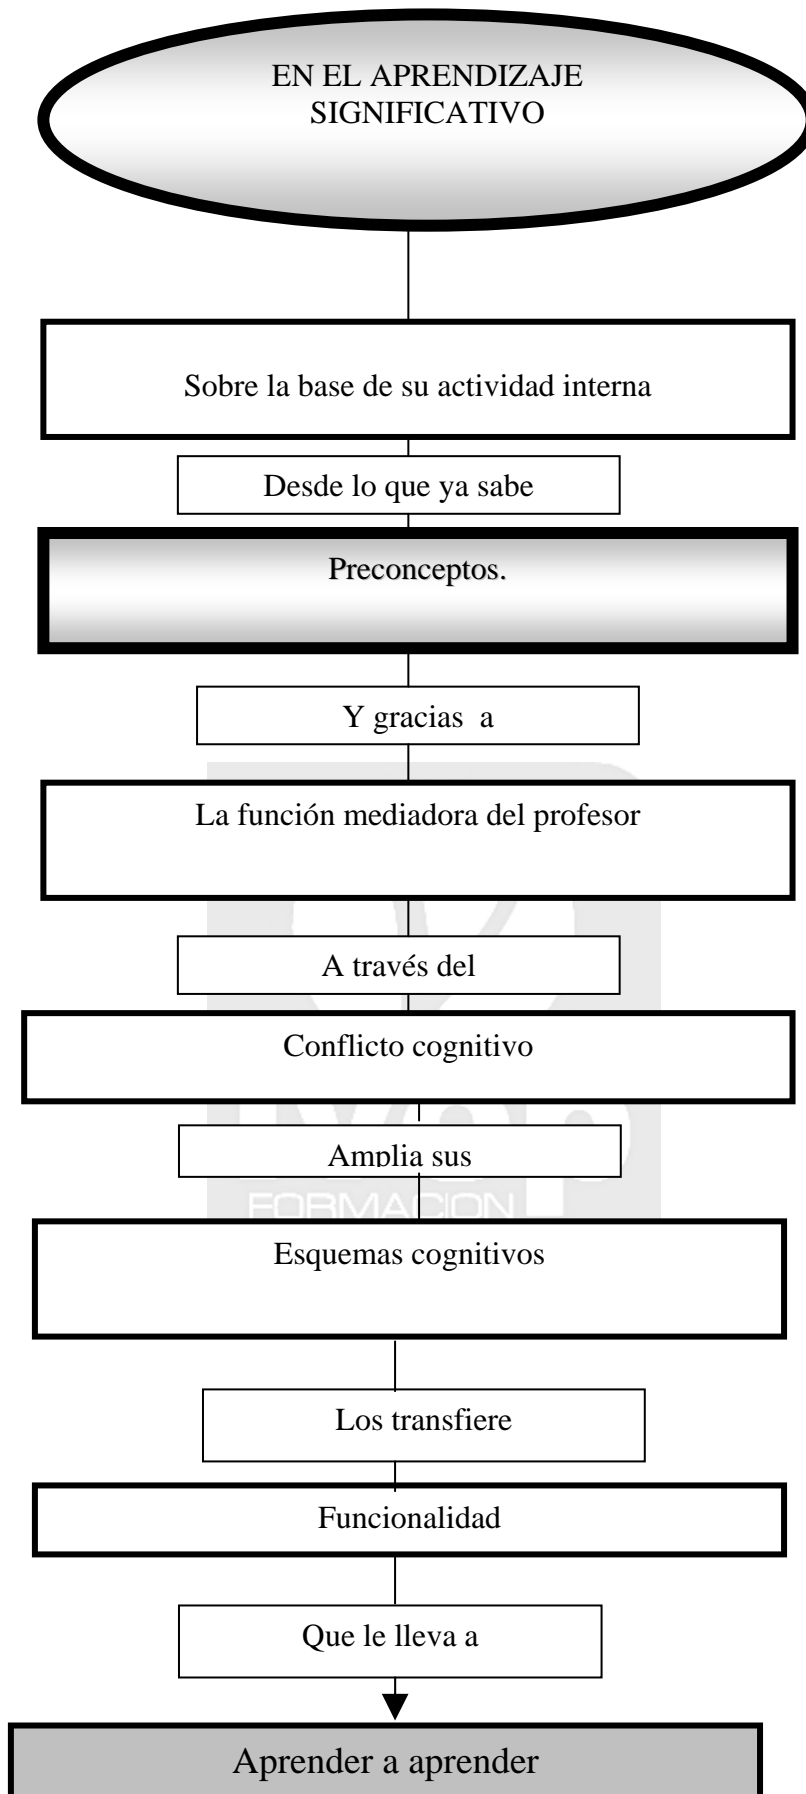 EN EL APRENDIZAJE
SIGNIFICATIVO
Sobre la base de su actividad interna
Desde lo que ya sabe
Preconceptos.
Y gracias a
La función mediadora del profesor
A través del
Conflicto cognitivo
Amplia sus
FORMACION
Esquemas cognitivos
Los transfiere
Funcionalidad
Que le lleva a
Aprender a aprender